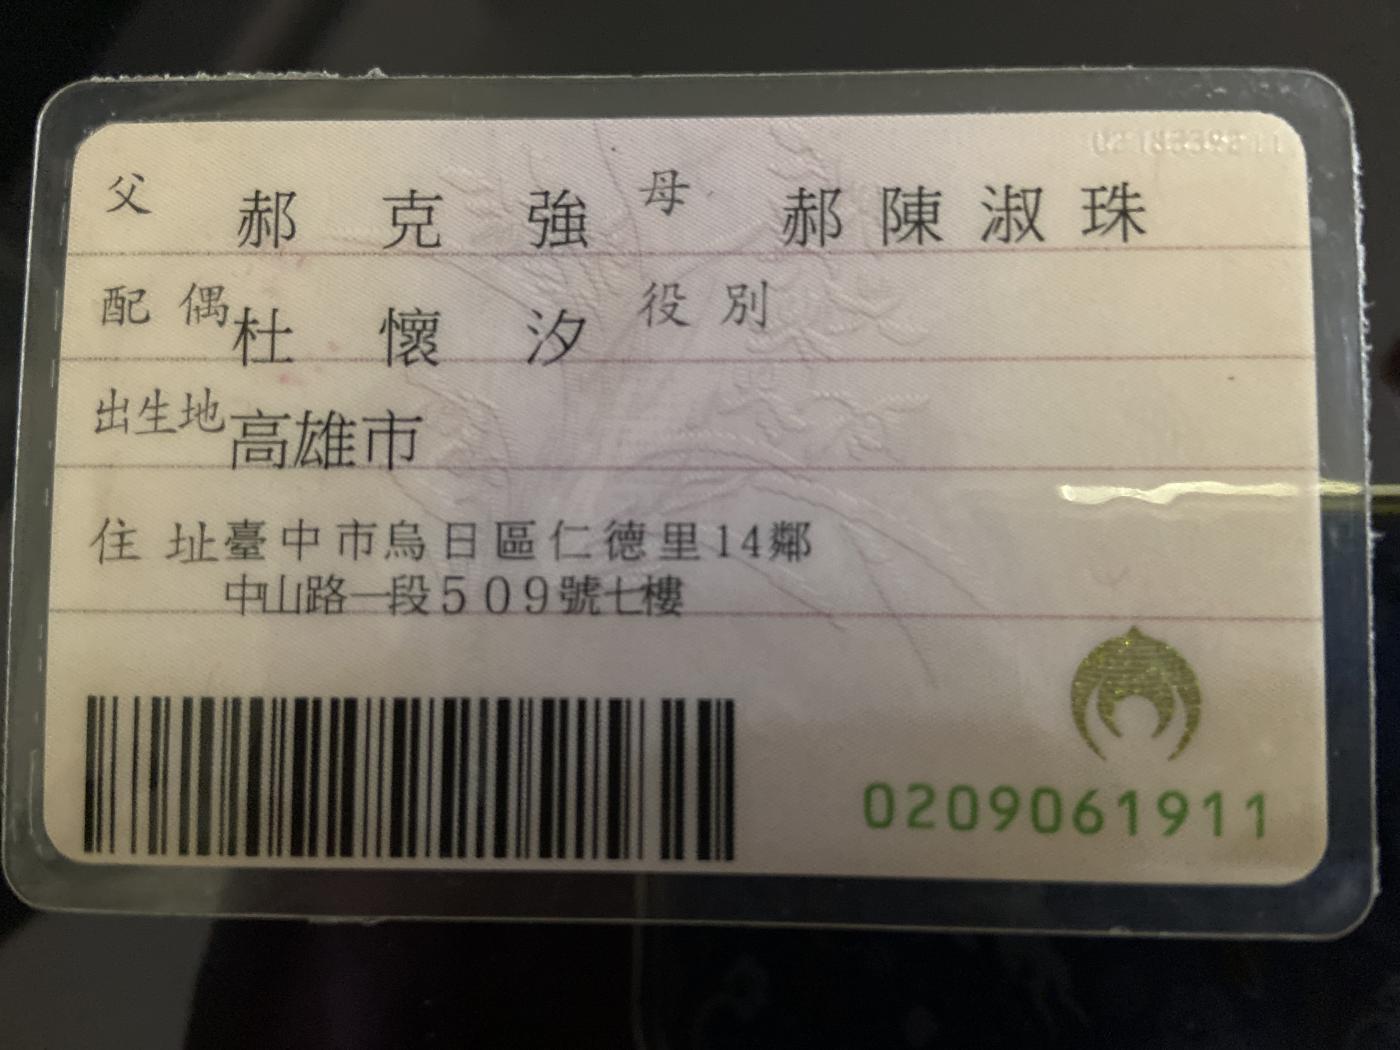 父 郝克強 母 郝陳淑珠
配偶 杜懷汐 役別
出生地 高雄市
住址 臺中市烏日區仁德里14鄰
中山路一段509號七樓
0209061911